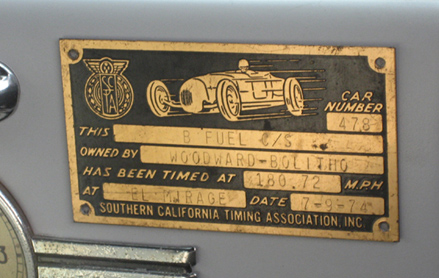 SCTA
CAR
NUMBER
478
THIS B FUEL C/S
OWNED BY WOODWARD-BOLITHO
HAS BEEN TIMED AT 180.72 M.P.H
AT EL MIRAGE DATE 7-9-74
SOUTHERN CALIFORNIA TIMING ASSOCIATION, INC.
3